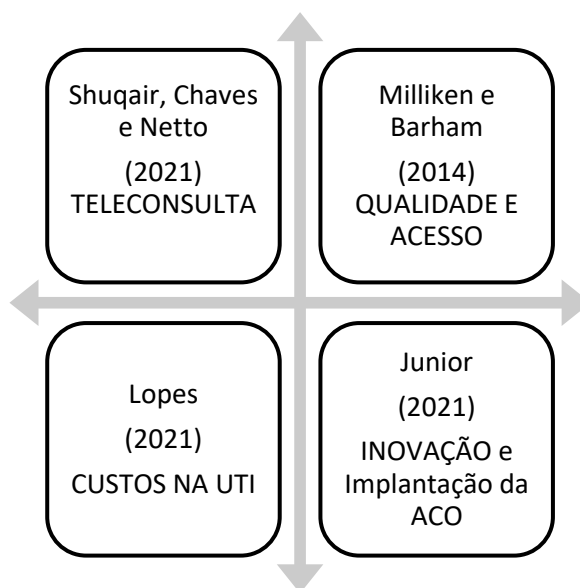 Shuqair, Chaves
e Netto
(2021)
TELECONSULTA
Milliken e
Barham
(2014)
QUALIDADE E
ACESSO
Lopes
(2021)
CUSTOS NA UTI
Junior
(2021)
INOVAÇÃO e
Implantação da
ACO